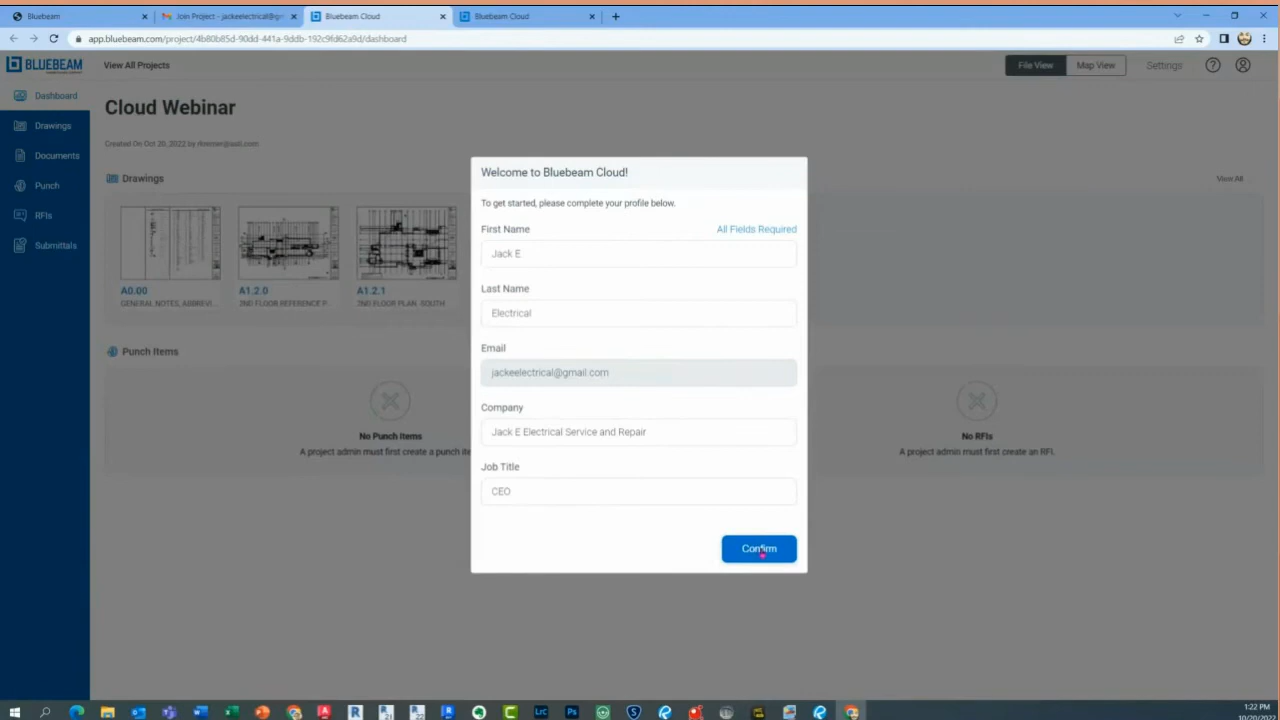 Bluebeam
Join Project - jackeelectrical@gm
Bluebeam Cloud
Bluebeam Cloud
app.bluebeam.com/project/4b80b85d-90dd-441a-9ddb-192c9fd62a9d/dashboard
BLUEBEAM
View All Projects
File View
Map View
Settings
Dashboard
Drawings
Documents
Punch
RFIs
Submittals
Cloud Webinar
Created On Oct 20, 2022 by
Drawings
View All
A0.00
GENERAL NOTES, ABBREVI...
A1.2.0
2ND FLOOR REFERENCE P...
A1.2.1
2ND FLOOR PLAN -SOUTH
Punch Items
No Punch Items
A project admin must first create a punch ite
No RFIs
A project admin must first create an RFI.
Welcome to Bluebeam Cloud!
To get started, please complete your profile below.
First Name
All Fields Required
Jack E
Last Name
Electrical
Email
jackeelectrical@gmail.com
Company
Jack E Electrical Service and Repair
Job Title
CEO
Confirm
1:22 PM
10/20/2022